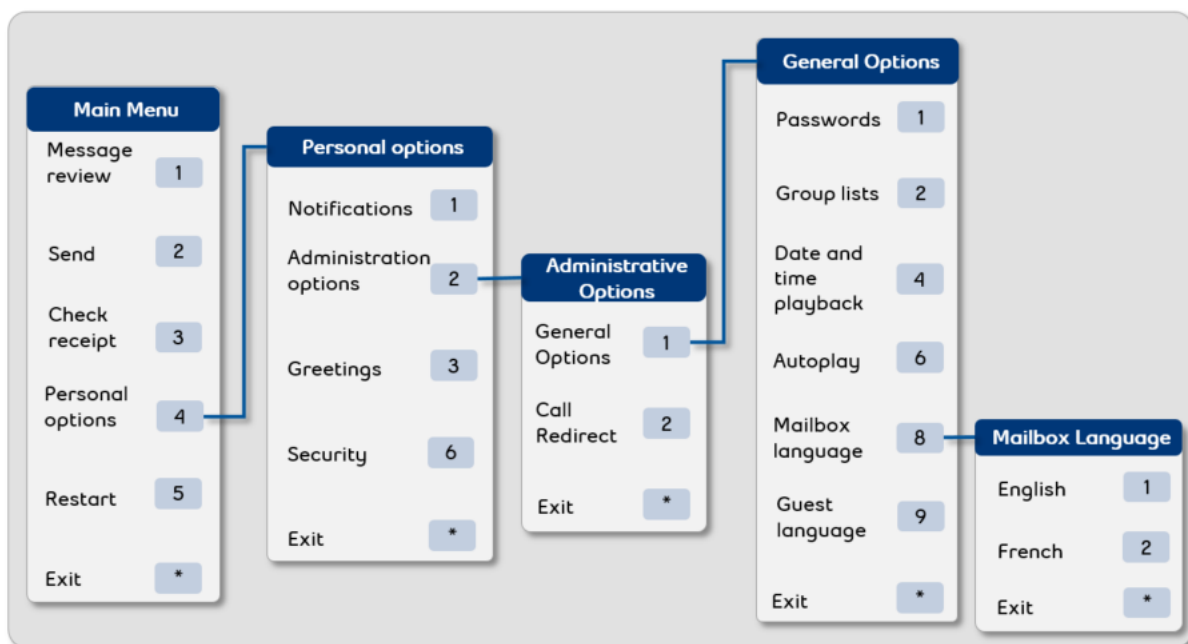 Main Menu
Message
review 1
Send 2
Check
receipt 3
Personal
options 4
Restart 5
Exit *
Personal options
Notifications 1
Administration
options 2
Greetings 3
Security 6
Exit *
Administrative
Options
General
Options 1
Call
Redirect 2
Exit *
General Options
Passwords 1
Group lists 2
Date and
time 4
playback
Autoplay 6
Mailbox
language 8
Guest
language 9
Exit *
Mailbox Language
English 1
French 2
Exit *